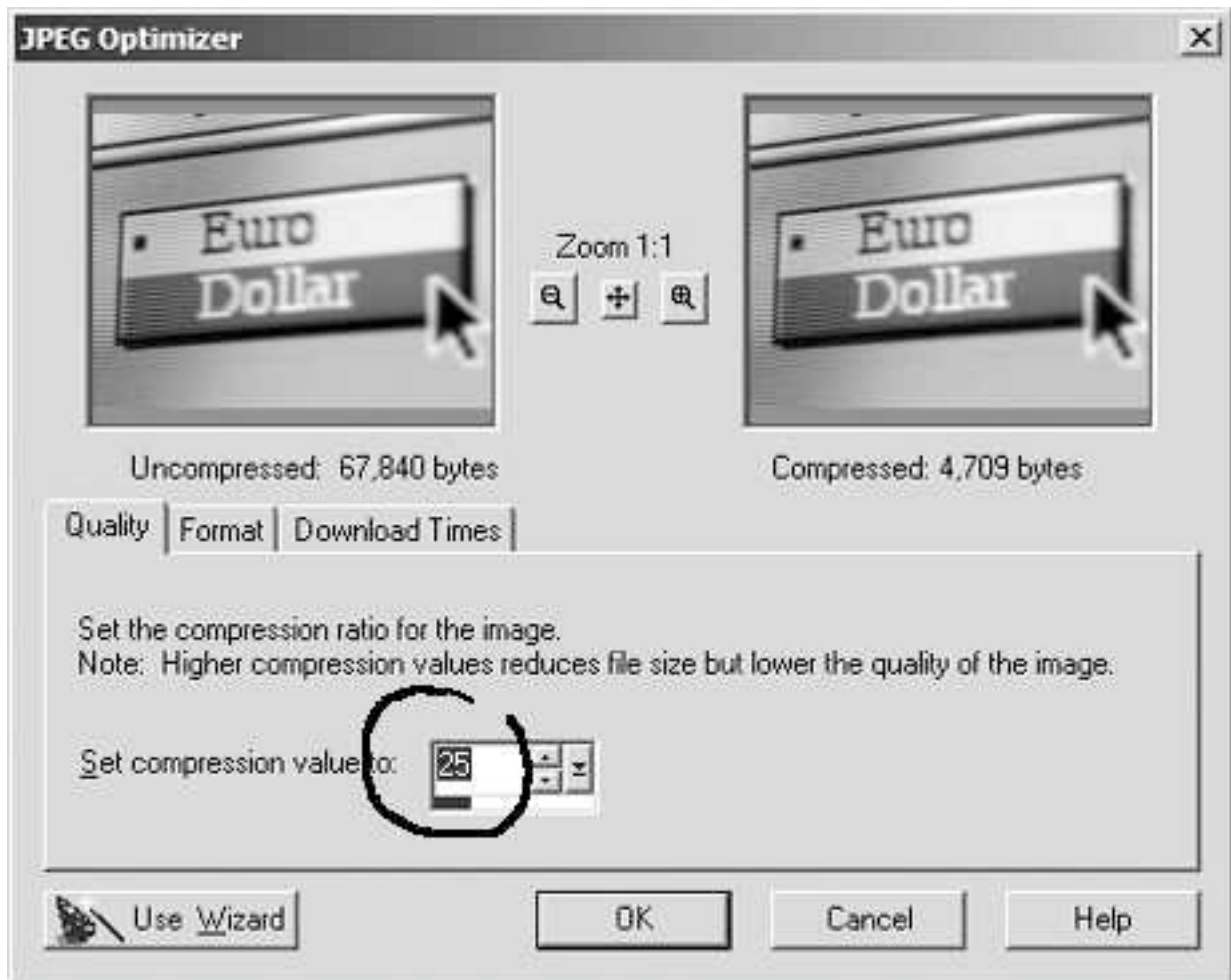 JPEG Optimizer
Euro
Dollar
Zoom 1:1
Euro
Dollar
Uncompressed: 67,840 bytes
Compressed: 4,709 bytes
Quality
Format
Download Times
Set the compression ratio for the image.
Note: Higher compression values reduces file size but lower the quality of the image.
Set compression value to:
25
Use Wizard
OK
Cancel
Help